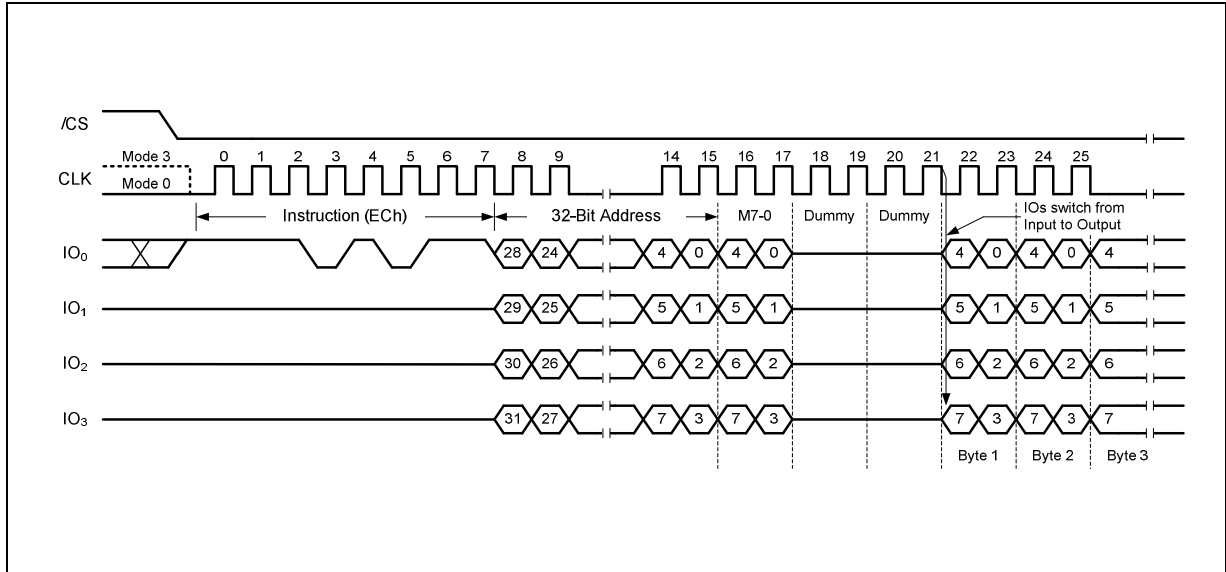 /CS
Mode 3 0 1 2 3 4 5 6 7 8 9 14 15 16 17 18 19 20 21 22 23 24 25
CLK Mode 0
Instruction (ECh) 32-Bit Address M7-0 Dummy Dummy IOs switch from
Input to Output
IO₀ 28 24 4 0 4 0 4 0 4 0 4
IO₁ 29 25 5 1 5 1 5 1 5 1 5
IO₂ 30 26 6 2 6 2 6 2 6 2 6
IO₃ 31 27 7 3 7 3 7 3 7 3 7
Byte 1 Byte 2 Byte 3